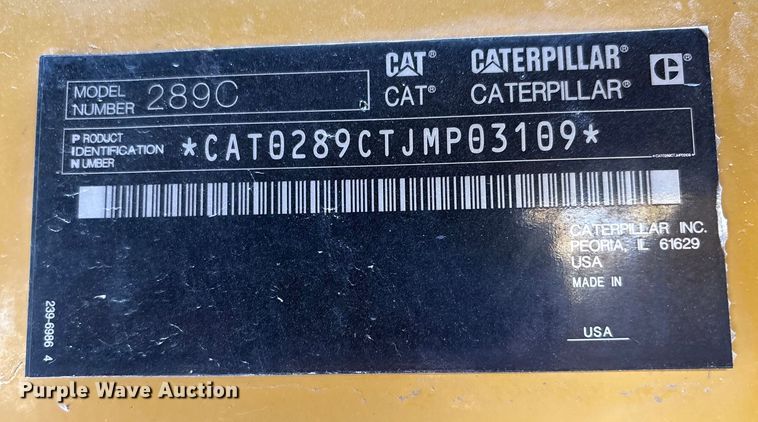 CAT® CATERPILLAR®
C®
MODEL NUMBER 289C
CAT® CATERPILLAR®
PRODUCT IDENTIFICATION NUMBER *CAT0289CTJMP03109*
CATERPILLAR INC.
PEORIA, IL 61629
USA
MADE IN
USA
239-6986 4
Purple Wave Auction